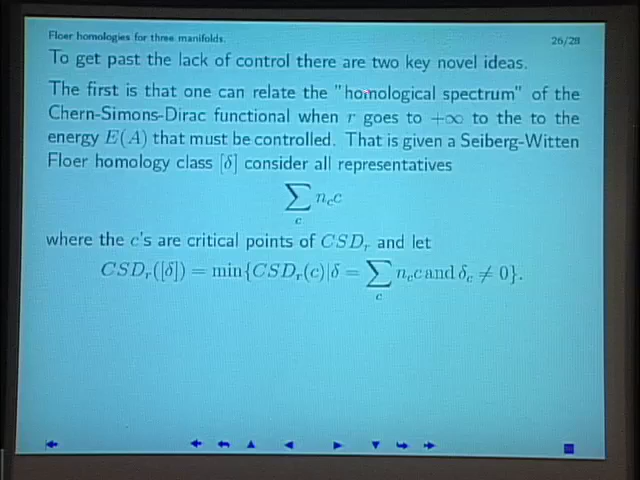 Floer homologies for three manifolds.
26/28
To get past the lack of control there are two key novel ideas.
The first is that one can relate the "homological spectrum" of the
Chern-Simons-Dirac functional when r goes to +∞ to the to the
energy E(A) that must be controlled. That is given a Seiberg-Witten
Floer homology class [δ] consider all representatives
∑ n_c c
c
where the c's are critical points of CSD_r and let
CSD_r([δ]) = min{CSD_r(c)|δ = ∑ n_c c and δ_c ≠ 0}.
c